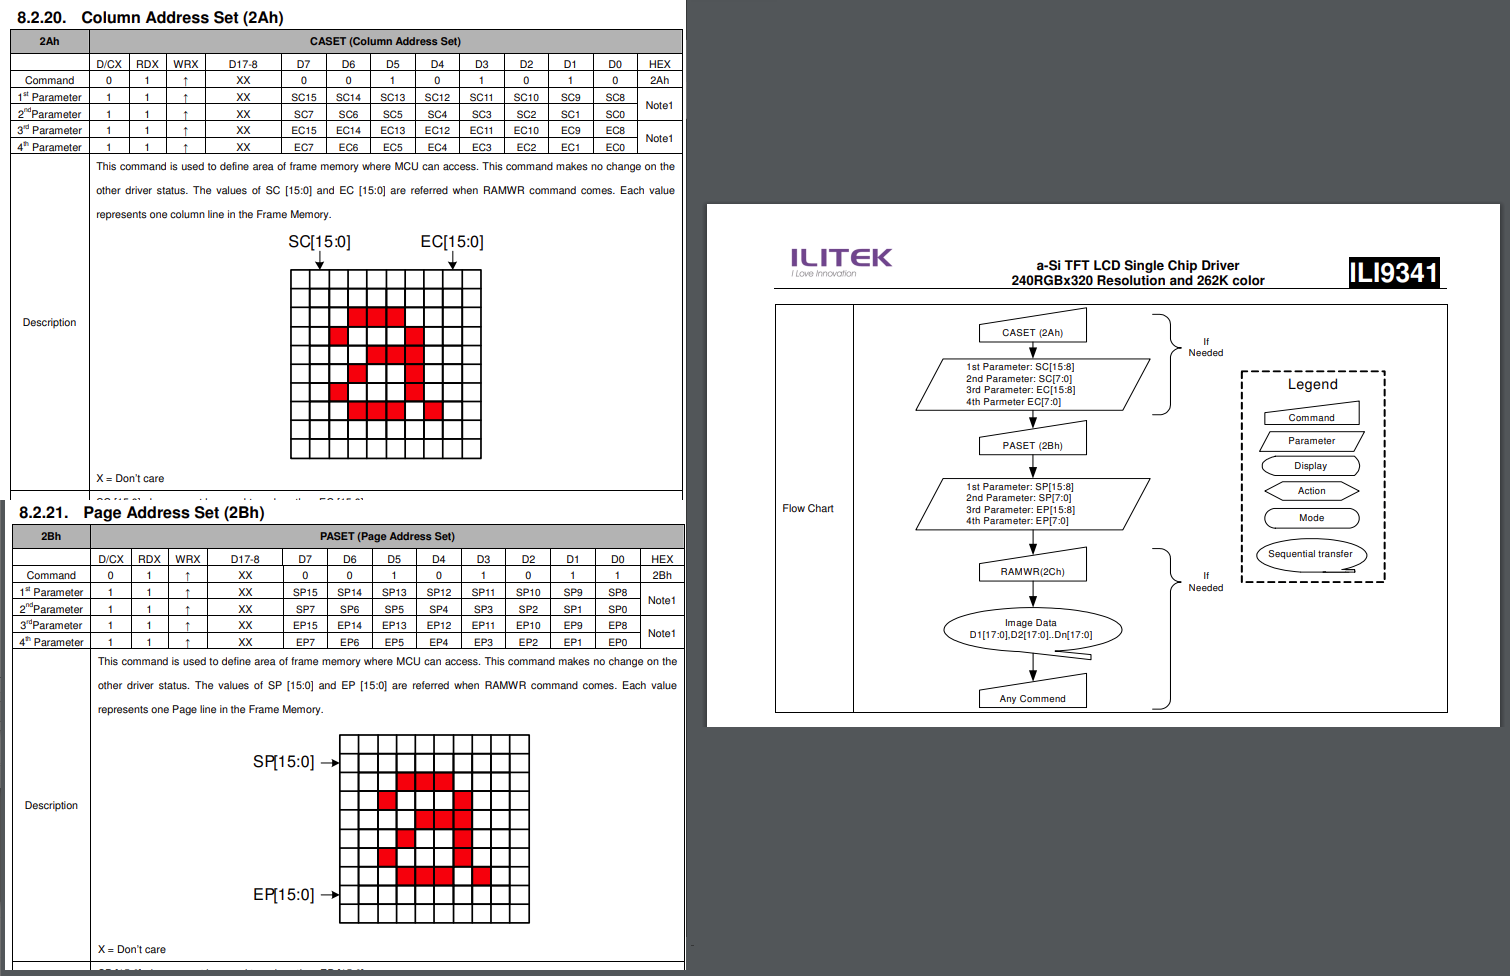 8.2.20. Column Address Set (2Ah)
2Ah CASET (Column Address Set)
D/CX RDX WRX D17-8 D7 D6 D5 D4 D3 D2 D1 D0 HEX
Command 0 1 ↑ XX 0 0 1 0 1 0 1 0 2Ah
1st Parameter 1 1 ↑ XX SC15 SC14 SC13 SC12 SC11 SC10 SC9 SC8 Note1
2ndParameter 1 1 ↑ XX SC7 SC6 SC5 SC4 SC3 SC2 SC1 SC0
3rd Parameter 1 1 ↑ XX EC15 EC14 EC13 EC12 EC11 EC10 EC9 EC8 Note1
4th Parameter 1 1 ↑ XX EC7 EC6 EC5 EC4 EC3 EC2 EC1 EC0
Description
This command is used to define area of frame memory where MCU can access. This command makes no change on the
other driver status. The values of SC [15:0] and EC [15:0] are referred when RAMWR command comes. Each value
represents one column line in the Frame Memory.
SC[15:0] EC[15:0]
X = Don't care
8.2.21. Page Address Set (2Bh)
2Bh PASET (Page Address Set)
D/CX RDX WRX D17-8 D7 D6 D5 D4 D3 D2 D1 D0 HEX
Command 0 1 ↑ XX 0 0 1 0 1 0 1 1 2Bh
1st Parameter 1 1 ↑ XX SP15 SP14 SP13 SP12 SP11 SP10 SP9 SP8 Note1
2ndParameter 1 1 ↑ XX SP7 SP6 SP5 SP4 SP3 SP2 SP1 SP0
3rdParameter 1 1 ↑ XX EP15 EP14 EP13 EP12 EP11 EP10 EP9 EP8 Note1
4th Parameter 1 1 ↑ XX EP7 EP6 EP5 EP4 EP3 EP2 EP1 EP0
Description
This command is used to define area of frame memory where MCU can access. This command makes no change on the
other driver status. The values of SP [15:0] and EP [15:0] are referred when RAMWR command comes. Each value
represents one Page line in the Frame Memory.
SP[15:0]
EP[15:0]
X = Don't care
ILITEK
I Love Innovation
a-Si TFT LCD Single Chip Driver
240RGBx320 Resolution and 262K color
ILI9341
Flow Chart
CASET (2Ah)
1st Parameter: SC[15:8]
2nd Parameter: SC[7:0]
3rd Parameter: EC[15:8]
4th Parmeter EC[7:0]
If
Needed
PASET (2Bh)
1st Parameter: SP[15:8]
2nd Parameter: SP[7:0]
3rd Parameter: EP[15:8]
4th Parameter: EP[7:0]
RAMWR(2Ch)
Image Data
D1[17:0],D2[17:0]..Dn[17:0]
Any Commend
If
Needed
Legend
Command
Parameter
Display
Action
Mode
Sequential transfer